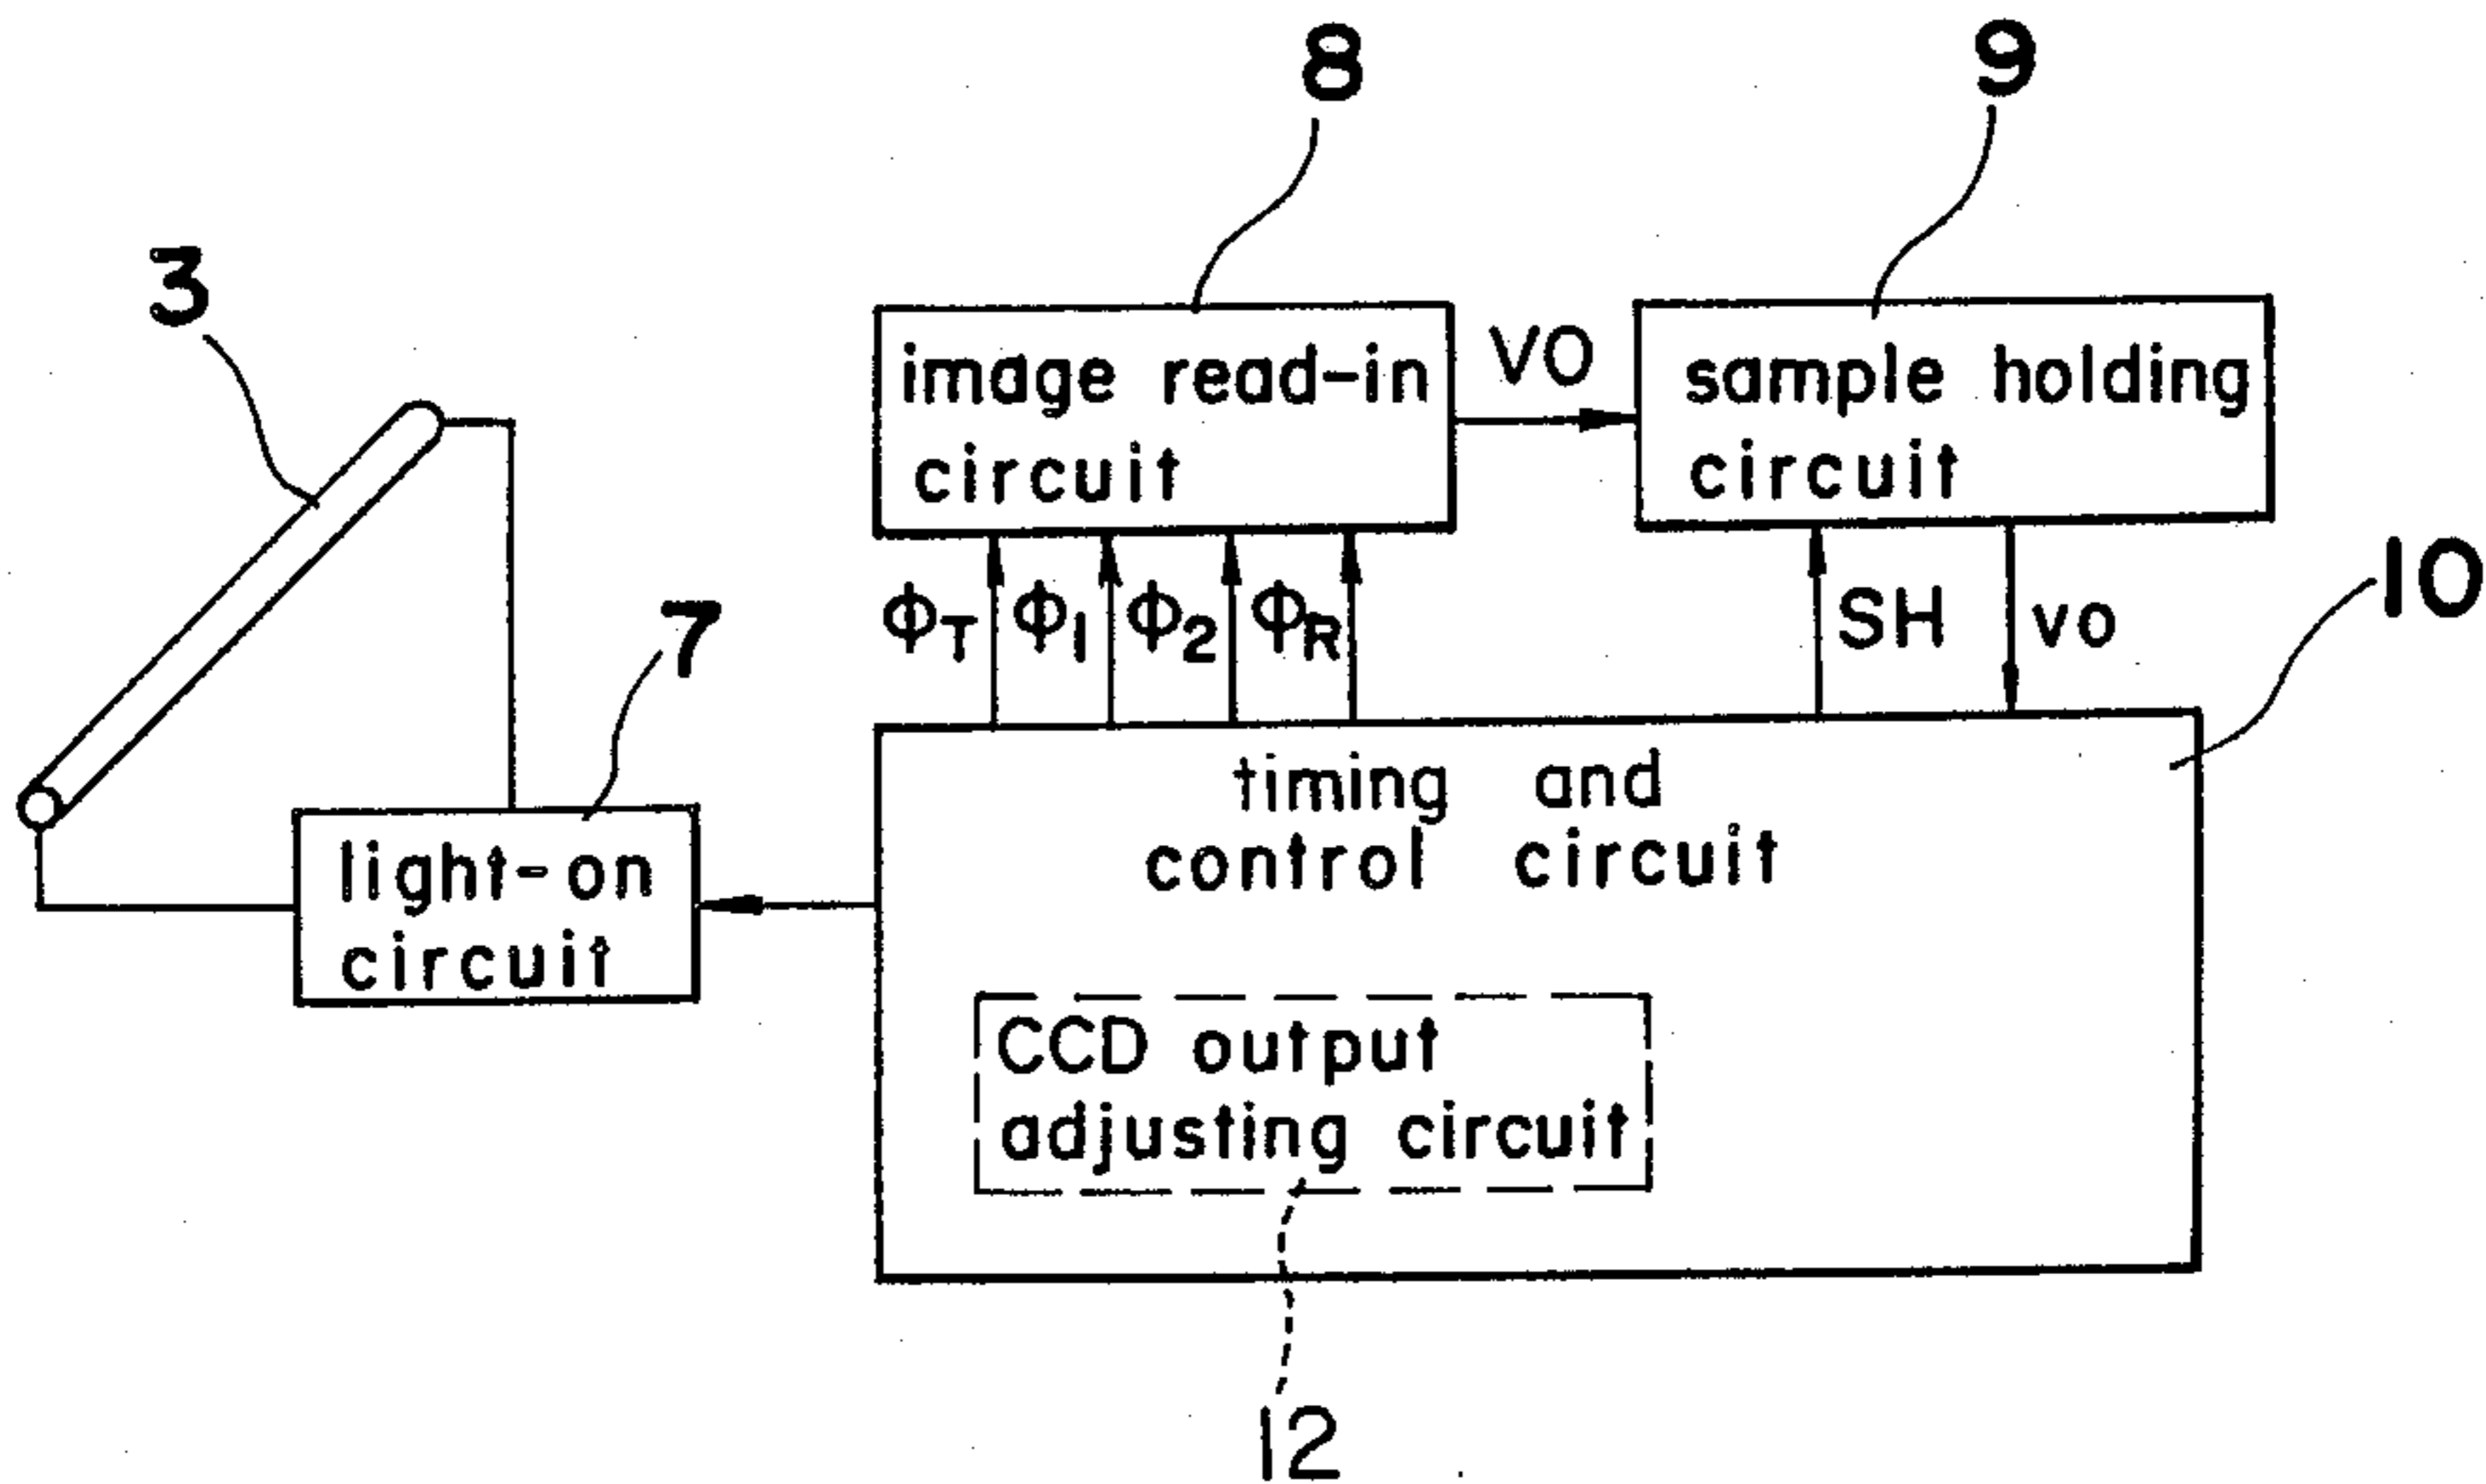 8
9
3
image read-in
circuit
VO
sample holding
circuit
10
7
ϕT ϕ1 ϕ2 ϕR
SH vo
timing and
control circuit
light-on
circuit
CCD output
adjusting circuit
12